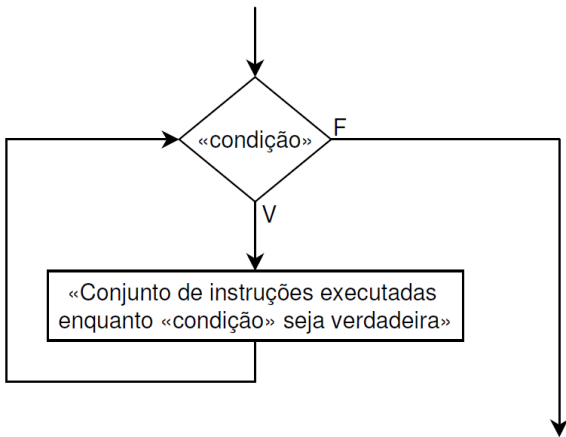 «condição»
F
V
«Conjunto de instruções executadas
enquanto «condição» seja verdadeira»